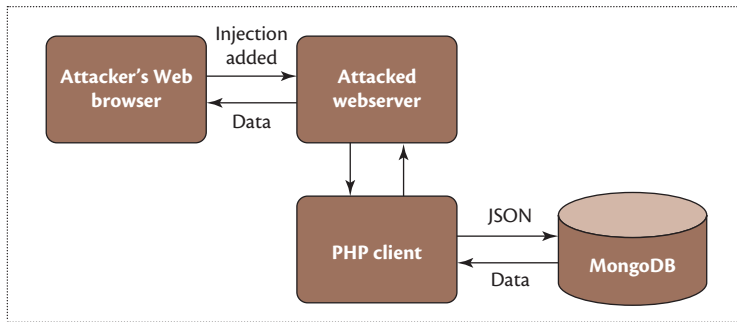 Attacker’s Web
browser
Injection
added
Data
Attacked
webserver
PHP client
JSON
Data
MongoDB